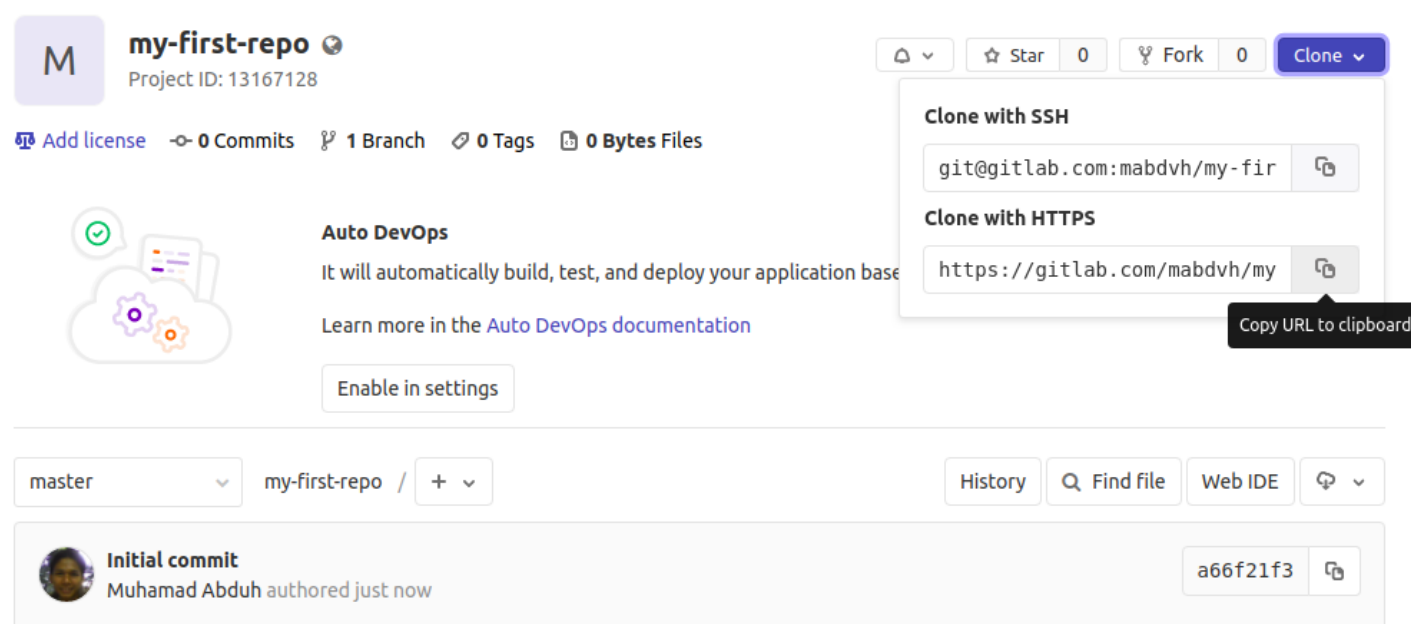 M
my-first-repo
Project ID: 13167128
Star 0 Fork 0 Clone
Add license 0 Commits 1 Branch 0 Tags 0 Bytes Files
Clone with SSH
git@gitlab.com:mabdvh/my-fir
Clone with HTTPS
https://gitlab.com/mabdvh/my
Copy URL to clipboard
Auto DevOps
It will automatically build, test, and deploy your application base
Learn more in the Auto DevOps documentation
Enable in settings
master my-first-repo / + History Find file Web IDE
Initial commit
Muhamad Abduh authored just now
a66f21f3